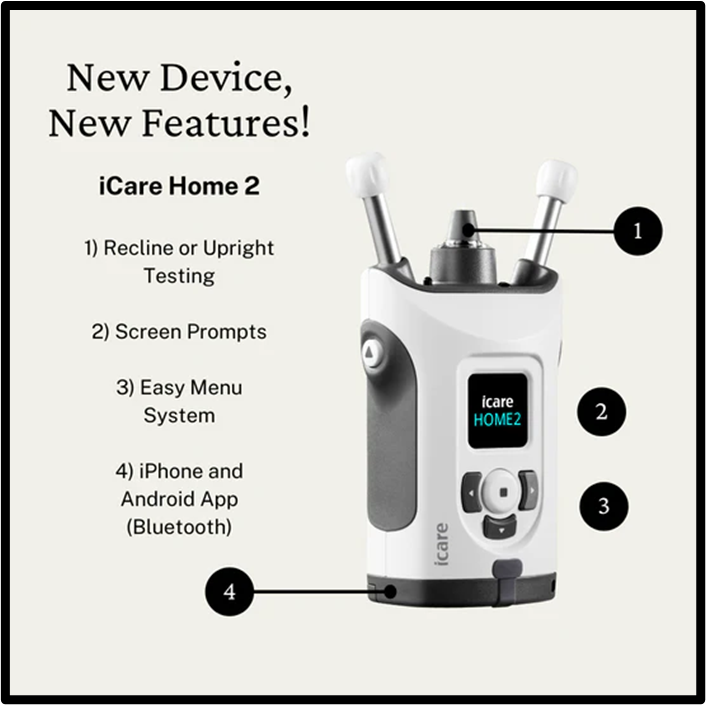 New Device,
New Features!
iCare Home 2
1) Recline or Upright
Testing
2) Screen Prompts
3) Easy Menu
System
4) iPhone and
Android App
(Bluetooth)
1
icare
HOME2
2
3
icare
4